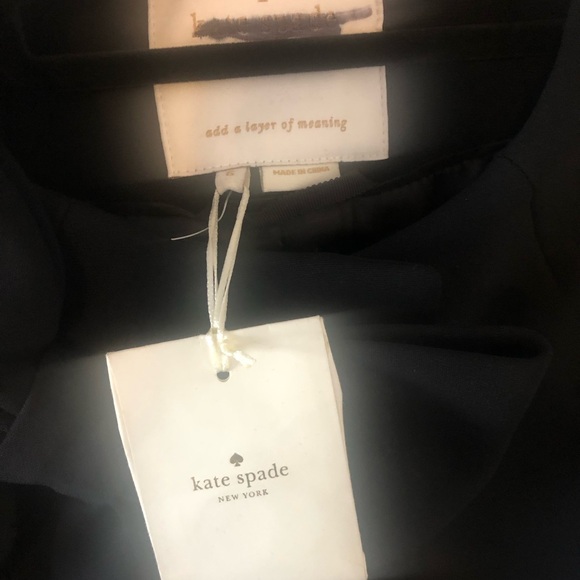 add a layer of meaning
MADE IN CHINA
kate spade
NEW YORK